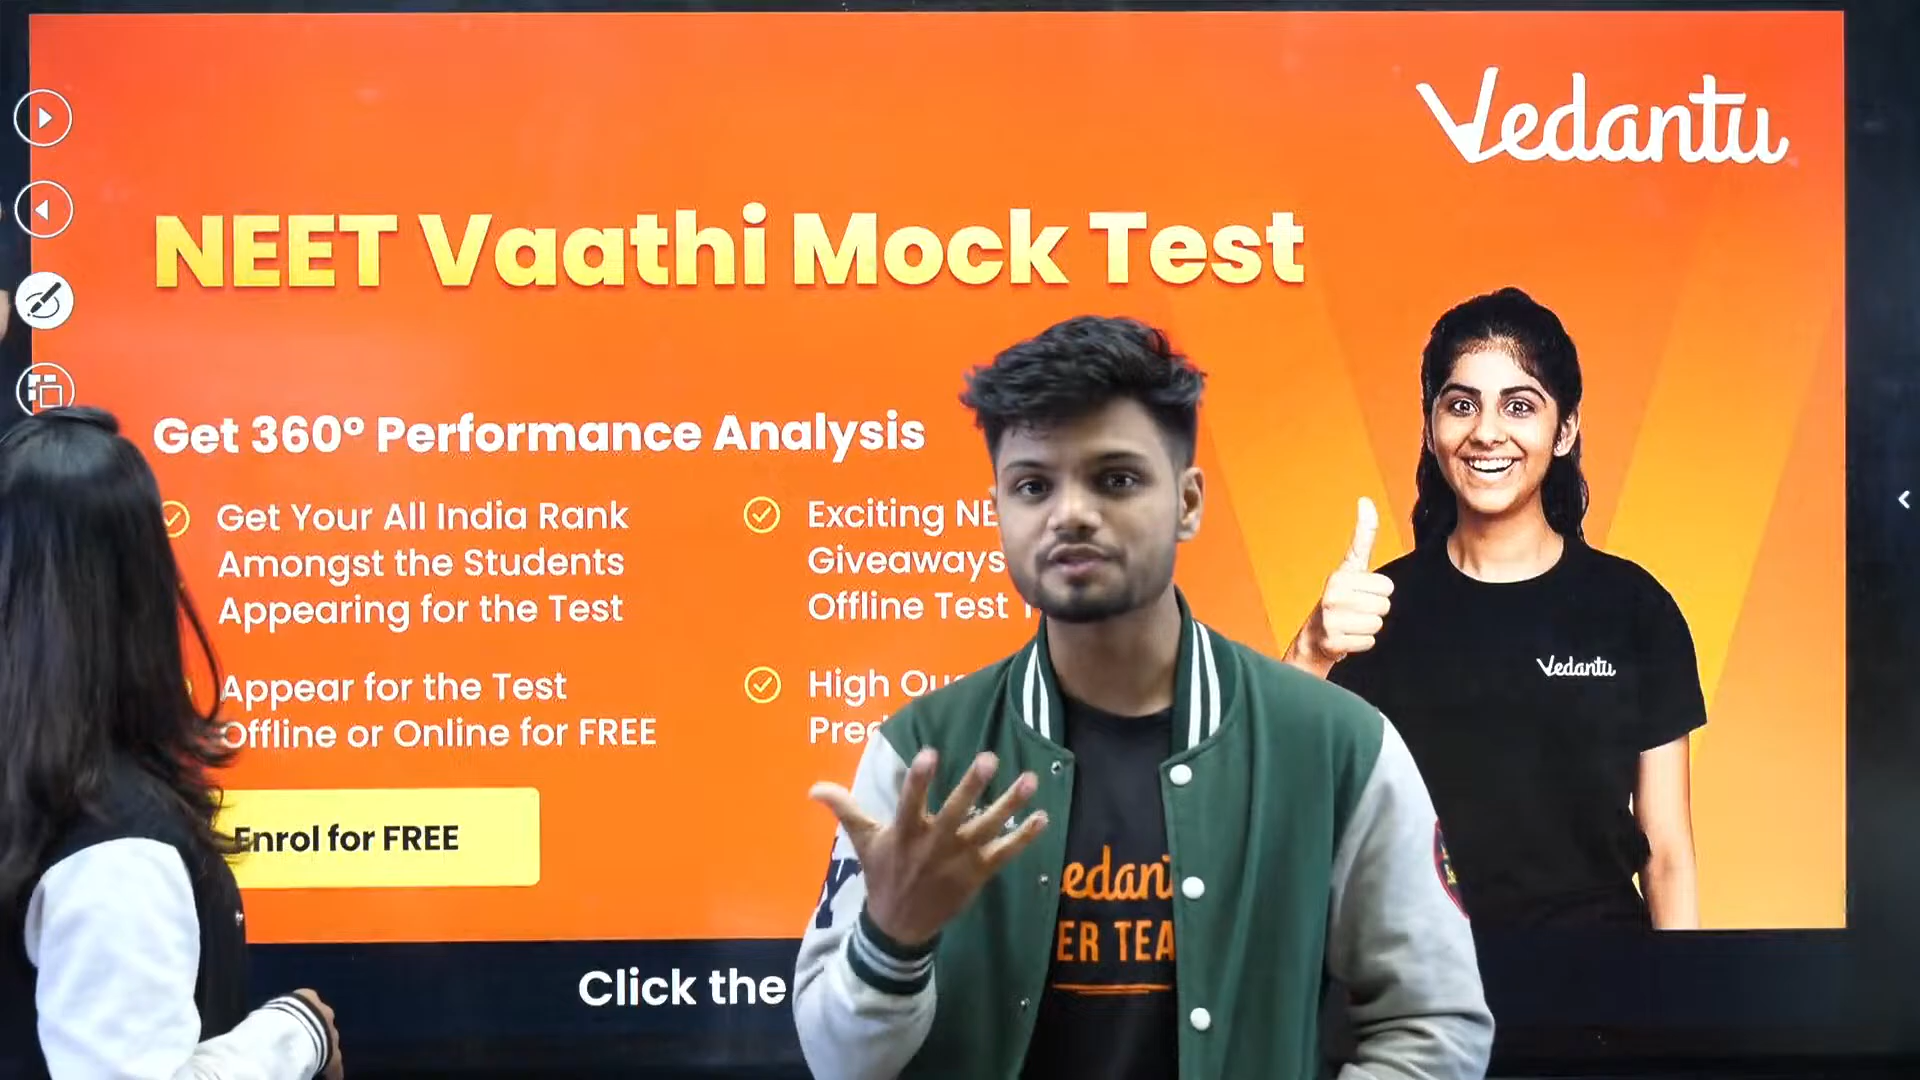 Vedantu
NEET Vaathi Mock Test
Get 360° Performance Analysis
Get Your All India Rank
Amongst the Students
Appearing for the Test
Exciting
Giveaways
Offline Test
Appear for the Test
Offline or Online for FREE
High
Enrol for FREE
Click the
Vedantu